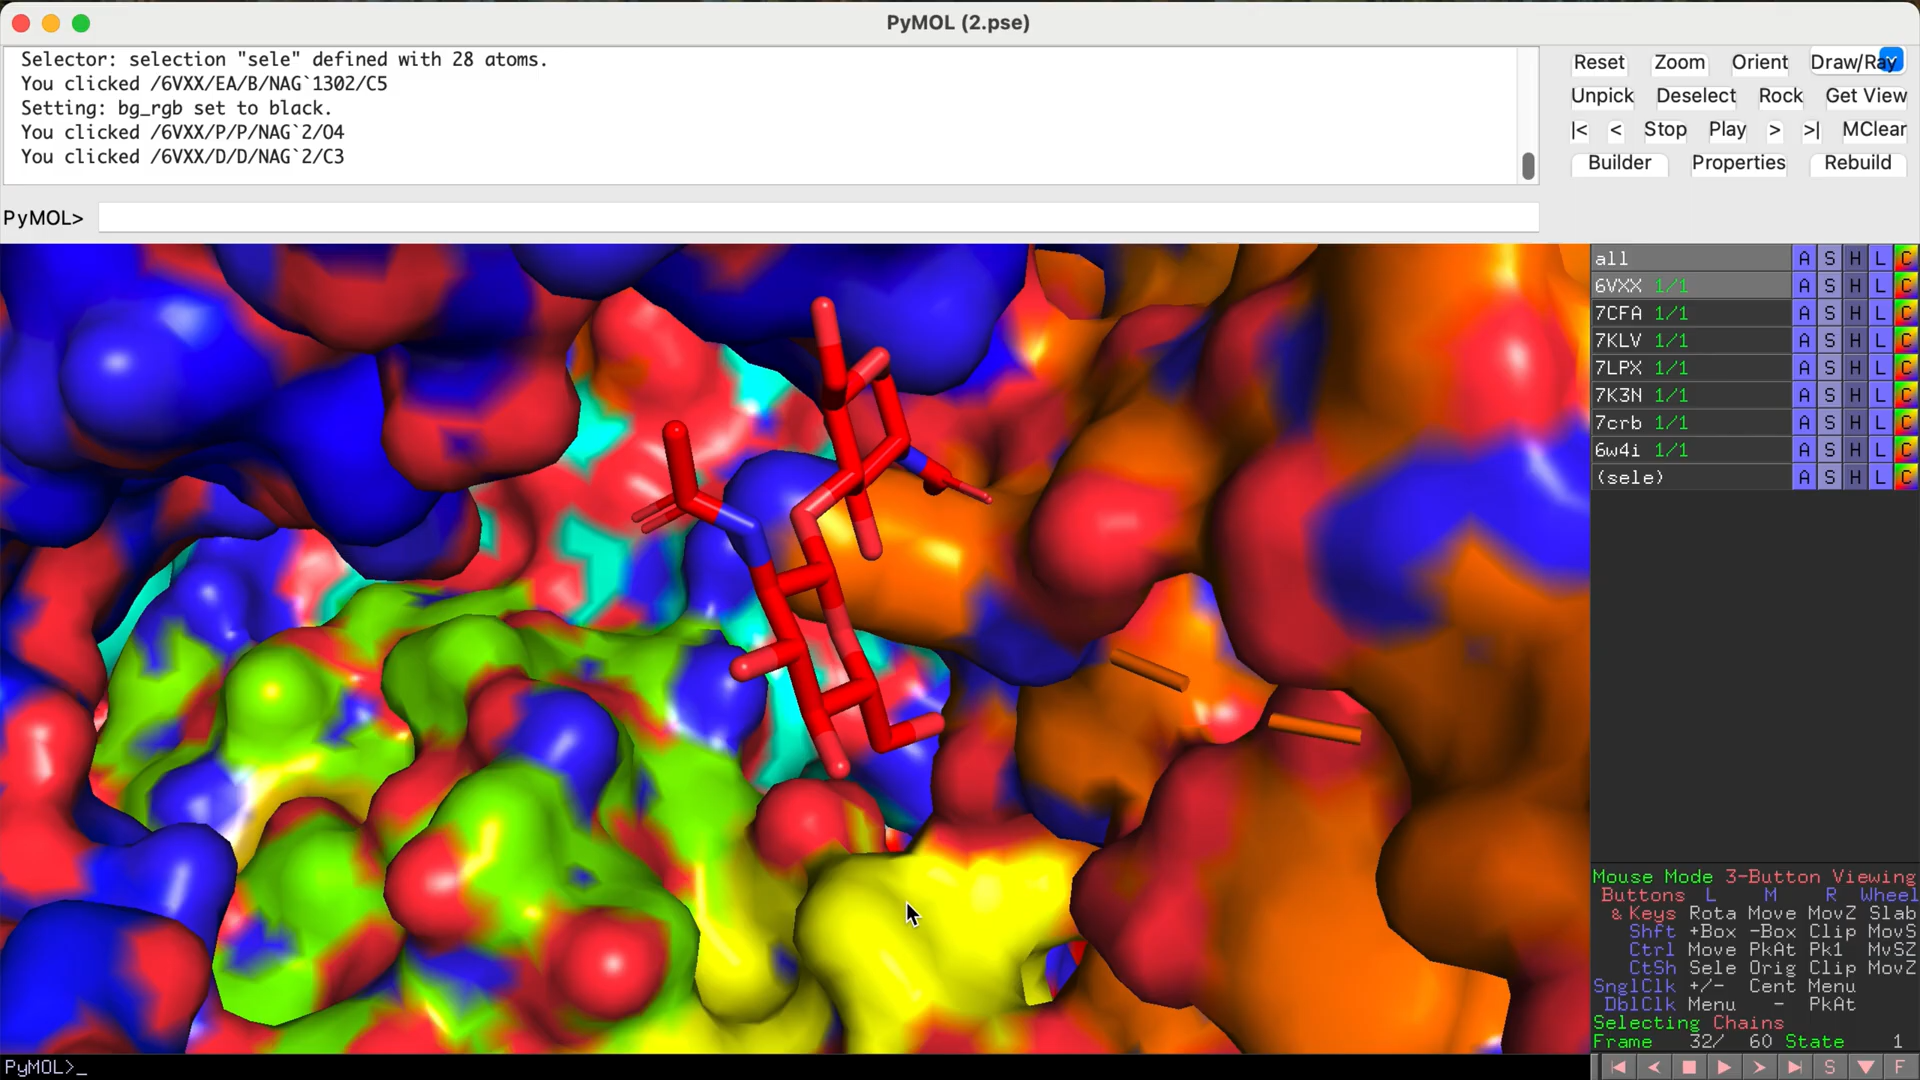 PyMOL (2.pse)
Selector: selection "sele" defined with 28 atoms.
You clicked /6VXX/EA/B/NAG`1302/C5
Setting: bg_rgb set to black.
You clicked /6VXX/P/P/NAG`2/O4
You clicked /6VXX/D/D/NAG`2/C3
Reset Zoom Orient Draw/Ray
Unpick Deselect Rock Get View
|< < Stop Play > >| MClear
Builder Properties Rebuild
PyMOL>
all A S H L C
6VXX 1/1 A S H L C
7CFA 1/1 A S H L C
7KLV 1/1 A S H L C
7LPX 1/1 A S H L C
7K3N 1/1 A S H L C
7crb 1/1 A S H L C
6w4i 1/1 A S H L C
(sele) A S H L C
Mouse Mode 3-Button Viewing
Buttons L M R Wheel
& Keys Rota Move MovZ Slab
Shft +Box -Box Clip MovS
Ctrl Move PkAt Pk1 MvSZ
CtSh Sele Orig Clip MovZ
SnglClk +/- Cent Menu
DblClk Menu - PkAt
Selecting Chains
Frame 32/ 60 State 1
PyMOL>_
S F